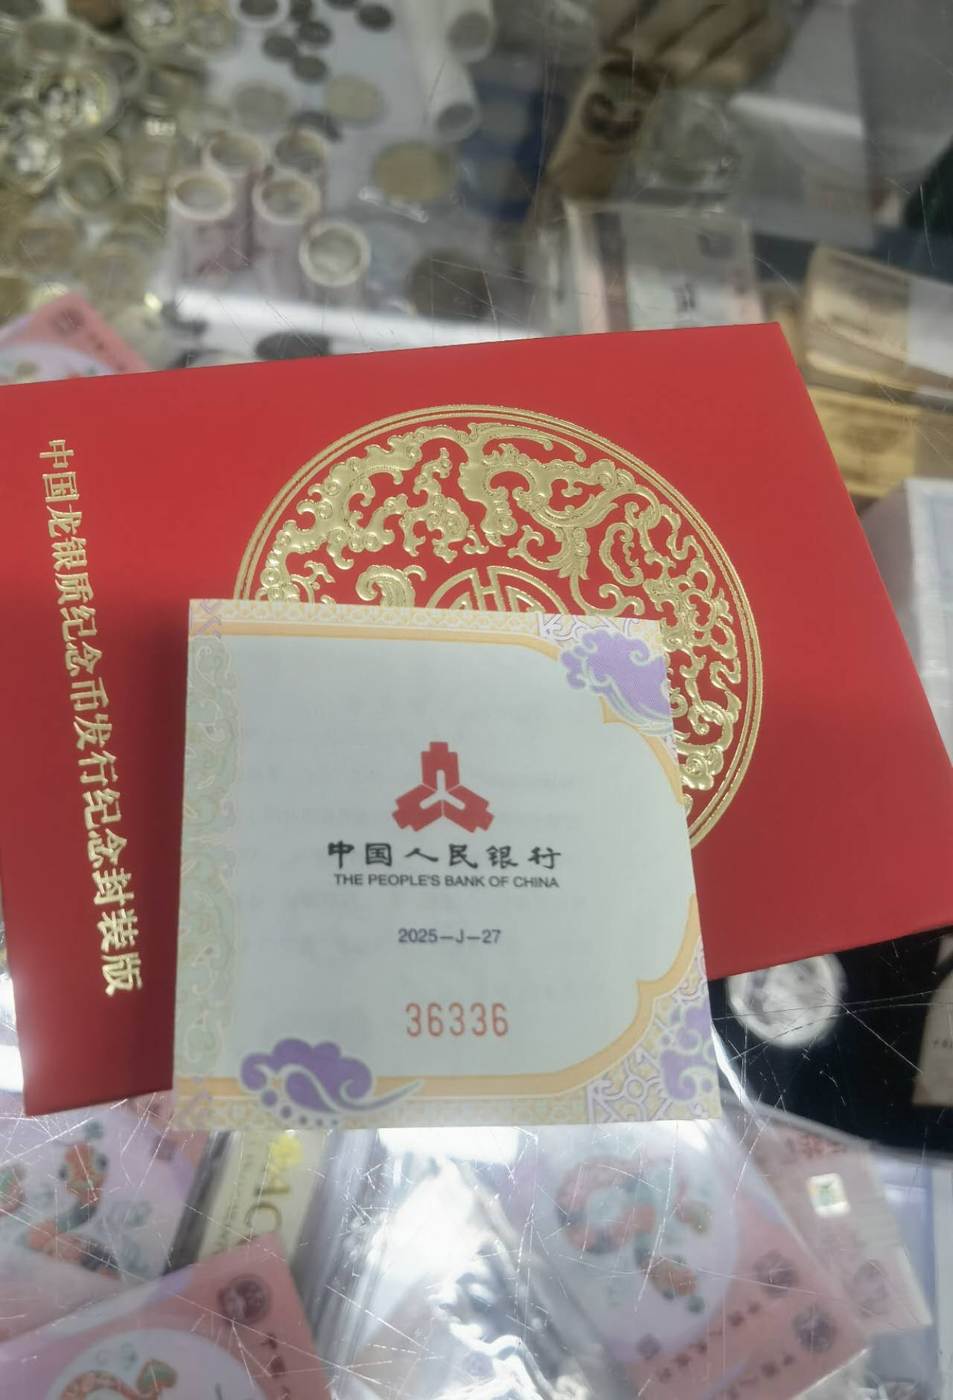 中国龙银质纪念币发行纪念封装版
中国人民银行
THE PEOPLE'S BANK OF CHINA
2025-J-27
36336